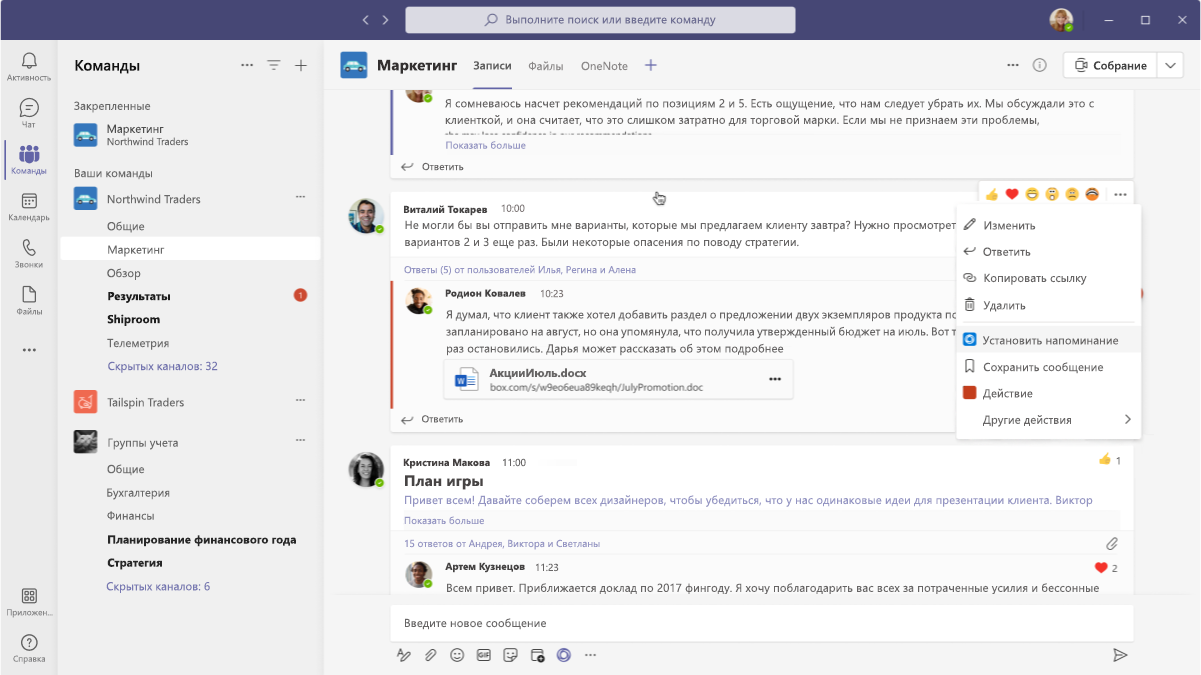 Выполните поиск или введите команду
Активность
Чат
Команды
Календарь
Звонки
Файлы
Приложен...
Справка
Команды
Закрепленные
Маркетинг
Northwind Traders
Ваши команды
Northwind Traders
Общие
Маркетинг
Обзор
Результаты
1
Shiproom
Телеметрия
Скрытых каналов: 32
Tailspin Traders
Группы учета
Общие
Бухгалтерия
Финансы
Планирование финансового года
Стратегия
Скрытых каналов: 6
Маркетинг
Записи
Файлы
OneNote
Собрание
Я сомневаюсь насчет рекомендаций по позициям 2 и 5. Есть ощущение, что нам следует убрать их. Мы обсуждали это с
клиенткой, и она считает, что это слишком затратно для торговой марки. Если мы не признаем эти проблемы,
Показать больше
Ответить
Виталий Токарев 10:00
Не могли бы вы отправить мне варианты, которые мы предлагаем клиенту завтра? Нужно просмотрет
вариантов 2 и 3 еще раз. Были некоторые опасения по поводу стратегии.
Ответы (5) от пользователей Илья, Регина и Алена
Родион Ковалев 10:23
Я думал, что клиент также хотел добавить раздел о предложении двух экземпляров продукта по
запланировано на август, но она упомянула, что получила утвержденный бюджет на июль. Вот т
раз остановились. Дарья может рассказать об этом подробнее
АкцииИюль.docx
box.com/s/w9eo6eua89keqh/JulyPromotion.doc
Ответить
Изменить
Ответить
Копировать ссылку
Удалить
Установить напоминание
Сохранить сообщение
Действие
Другие действия
Кристина Макова 11:00
1
План игры
Привет всем! Давайте соберем всех дизайнеров, чтобы убедиться, что у нас одинаковые идеи для презентации клиента. Виктор
Показать больше
15 ответов от Андрея, Виктора и Светланы
Артем Кузнецов 11:23
2
Всем привет. Приближается доклад по 2017 фингоду. Я хочу поблагодарить вас всех за потраченные усилия и бессонные
Введите новое сообщение
GIF